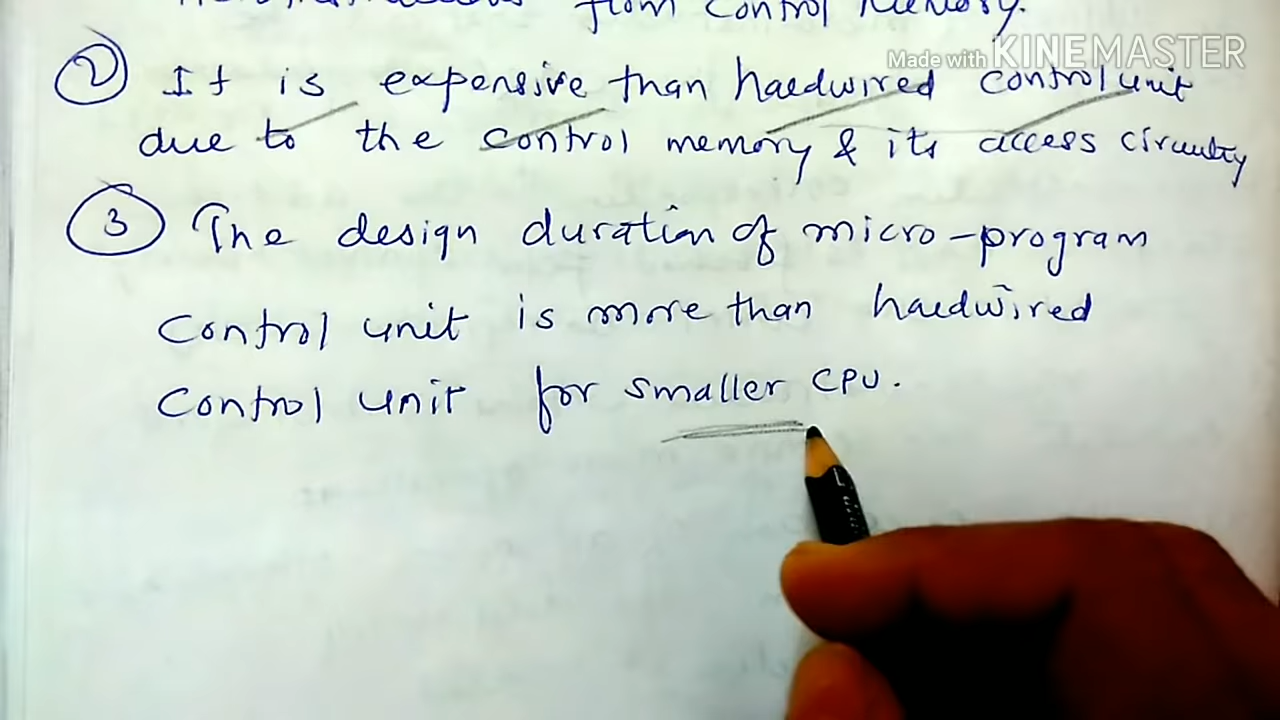 from control Memory.
Made with KINEMASTER
② It is expensive than hardwired control unit
due to the control memory & its access circuitry
③ The design duration of micro-program
control unit is more than hardwired
control unit for smaller CPU.